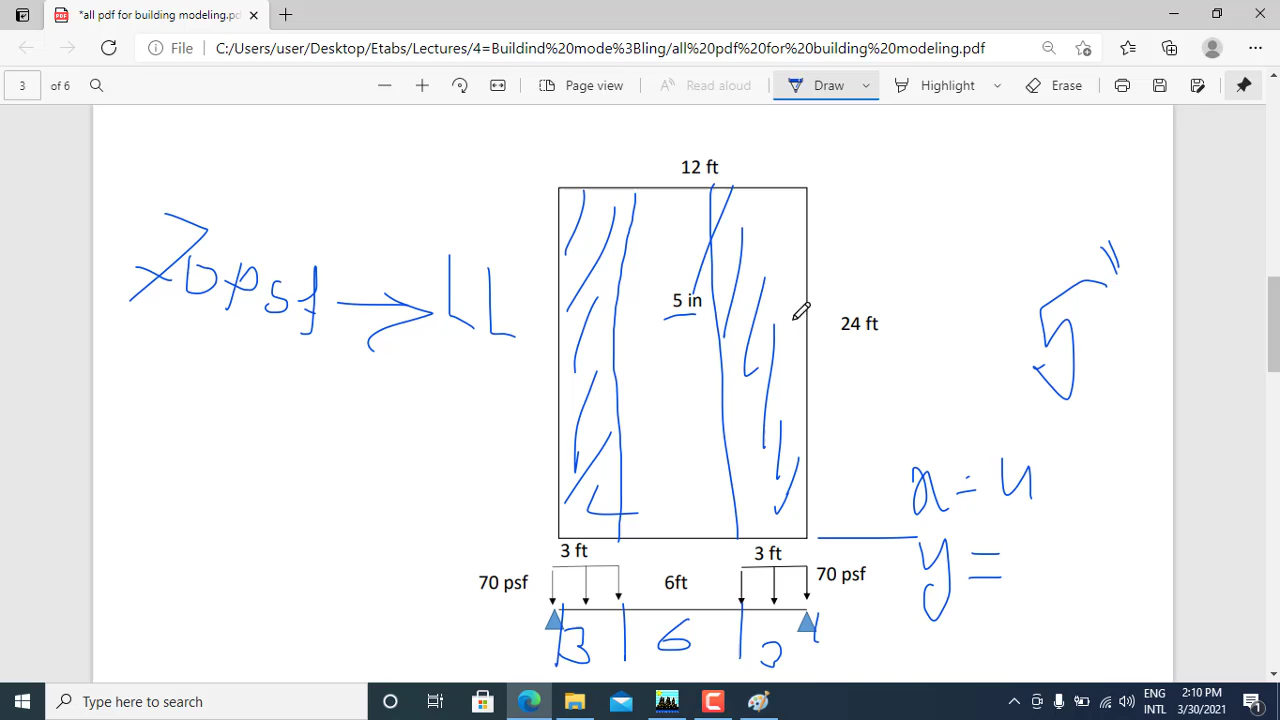 *all pdf for building modeling.pdf
File C:/Users/user/Desktop/Etabs/Lectures/4=Buildind%20mode%3Bling/all%20pdf%20for%20building%20modeling.pdf
3 of 6 Page view Read aloud Draw Highlight Erase
12 ft
70psf → LL
5 in
24 ft
5"
x = 4
y =
3 ft 3 ft
70 psf 6ft 70 psf
3 6 3
Type here to search
ENG 2:10 PM
INTL 3/30/2021
1